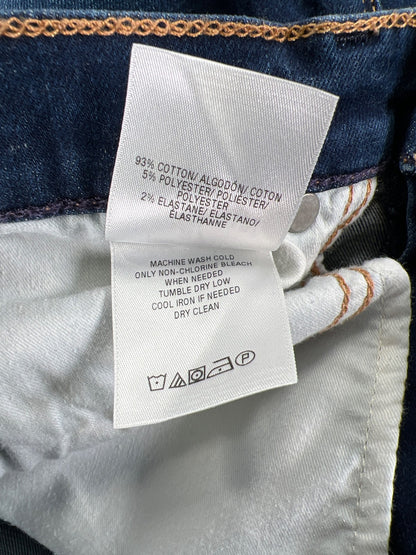 93% COTTON/ ALGODÓN/ COTON
5% POLYESTER/ POLIESTER/
POLYESTER
2% ELASTANE/ ELASTANO/
ELASTHANNE
MACHINE WASH COLD
ONLY NON-CHLORINE BLEACH
WHEN NEEDED
TUMBLE DRY LOW
COOL IRON IF NEEDED
DRY CLEAN
P